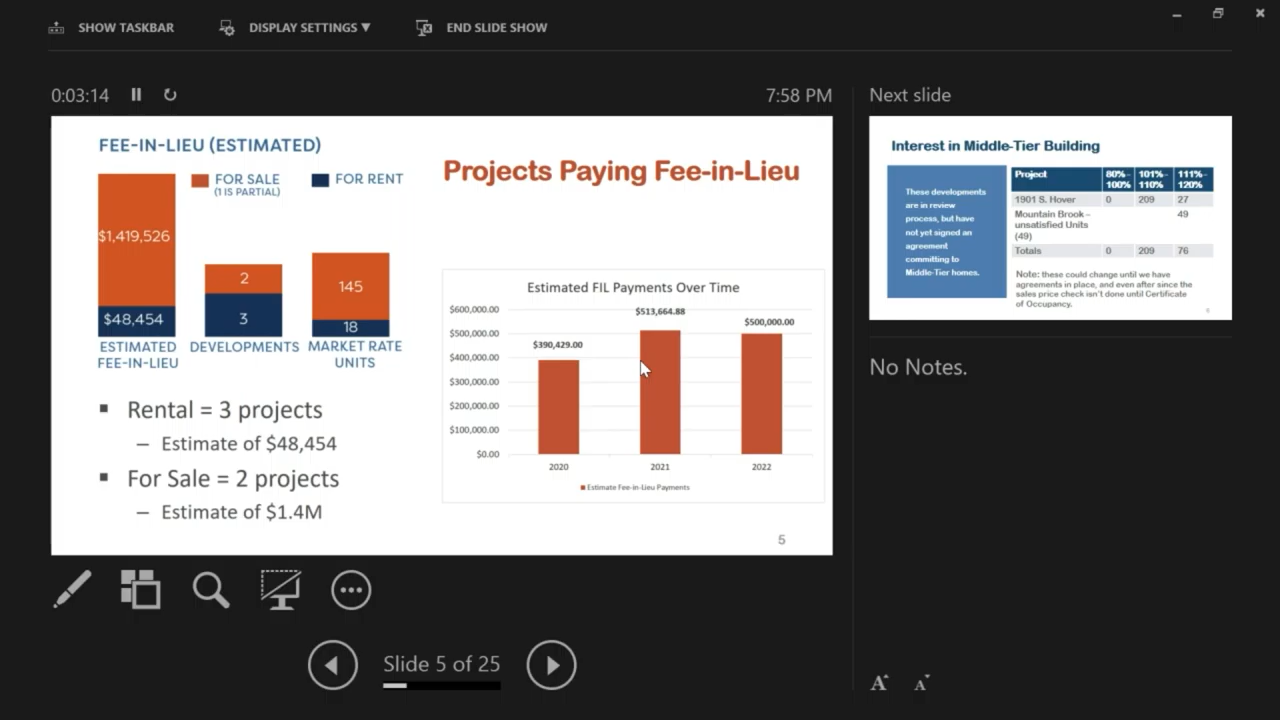 SHOW TASKBAR
DISPLAY SETTINGS ▼
END SLIDE SHOW
0:03:14
7:58 PM
FEE-IN-LIEU (ESTIMATED)
FOR SALE
(1 IS PARTIAL)
FOR RENT
$1,419,526
$48,454
2
3
145
18
ESTIMATED
FEE-IN-LIEU
DEVELOPMENTS
MARKET RATE
UNITS
▪ Rental = 3 projects
– Estimate of $48,454
▪ For Sale = 2 projects
– Estimate of $1.4M
Projects Paying Fee-in-Lieu
Estimated FIL Payments Over Time
$600,000.00
$500,000.00
$400,000.00
$300,000.00
$200,000.00
$100,000.00
$0.00
$390,429.00
$513,664.88
$500,000.00
2020
2021
2022
Estimate Fee-in-Lieu Payments
5
Slide 5 of 25
Next slide
Interest in Middle-Tier Building
These developments
are in review
process, but have
not yet signed an
agreement
committing to
Middle-Tier homes.
Project 80%- 101%- 111%-
100% 110% 120%
1901 S. Hover 0 209 27
Mountain Brook – 49
unsatisfied Units
(49)
Totals 0 209 76
Note: these could change until we have
agreements in place, and even after since the
sales price check isn't done until Certificate
of Occupancy.
6
No Notes.
A A